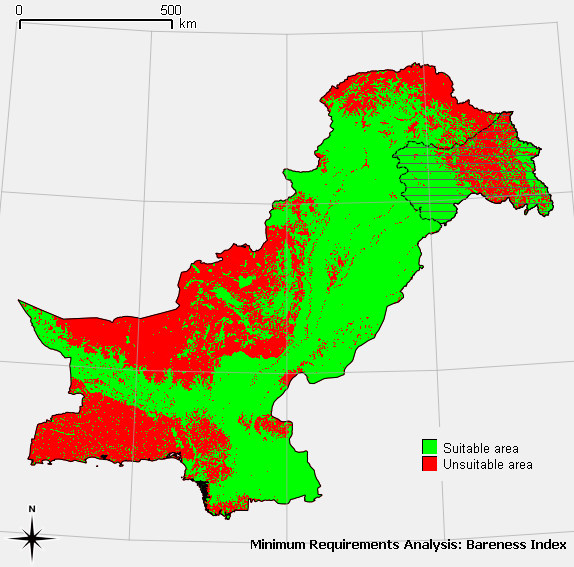 0 500
km
Suitable area
Unsuitable area
N
Minimum Requirements Analysis: Bareness Index